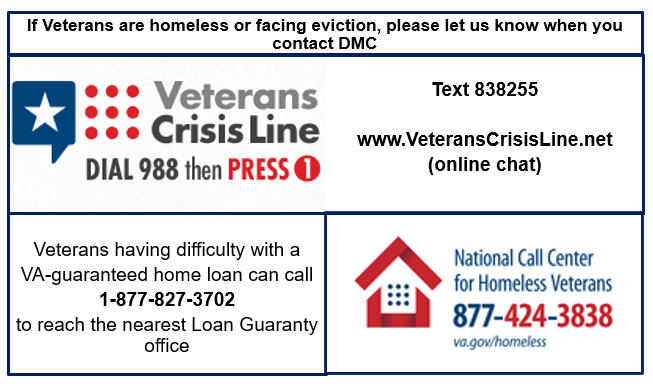 If Veterans are homeless or facing eviction, please let us know when you
contact DMC
Veterans
Crisis Line
DIAL 988 then PRESS 1
Text 838255
www.VeteransCrisisLine.net
(online chat)
Veterans having difficulty with a
VA-guaranteed home loan can call
1-877-827-3702
to reach the nearest Loan Guaranty
office
National Call Center
for Homeless Veterans
877-424-3838
va.gov/homeless